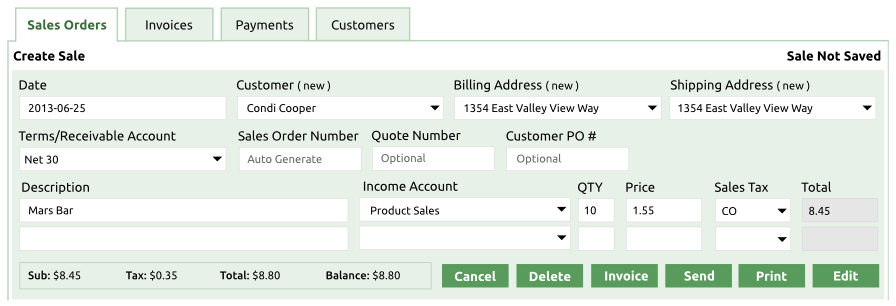 Sales Orders Invoices Payments Customers
Create Sale Sale Not Saved
Date Customer ( new ) Billing Address ( new ) Shipping Address ( new )
2013-06-25 Condi Cooper 1354 East Valley View Way 1354 East Valley View Way
Terms/Receivable Account Sales Order Number Quote Number Customer PO #
Net 30 Auto Generate Optional Optional
Description Income Account QTY Price Sales Tax Total
Mars Bar Product Sales 10 1.55 CO 8.45
Sub: $8.45 Tax: $0.35 Total: $8.80 Balance: $8.80 Cancel Delete Invoice Send Print Edit